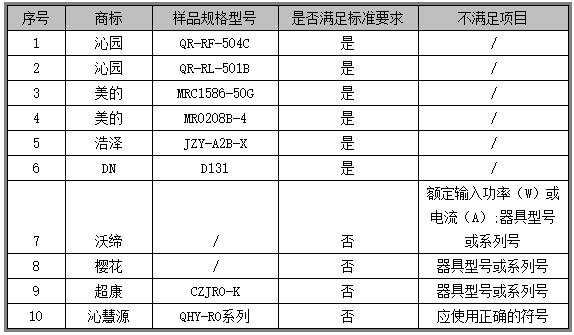 序号 商标 样品规格型号 是否满足标准要求 不满足项目
1 沁园 QR-RF-504C 是 /
2 沁园 QR-RL-501B 是 /
3 美的 MRC1586-50G 是 /
4 美的 MRO208B-4 是 /
5 浩泽 JZY-A2B-X 是 /
6 DN D131 是 /
额定输入功率（W）或
电流（A）;器具型号
7 沃缔 / 否 或系列号
8 樱花 / 否 器具型号或系列号
9 超康 CZJRO-K 否 器具型号或系列号
10 沁慧源 QHY-RO系列 否 应使用正确的符号